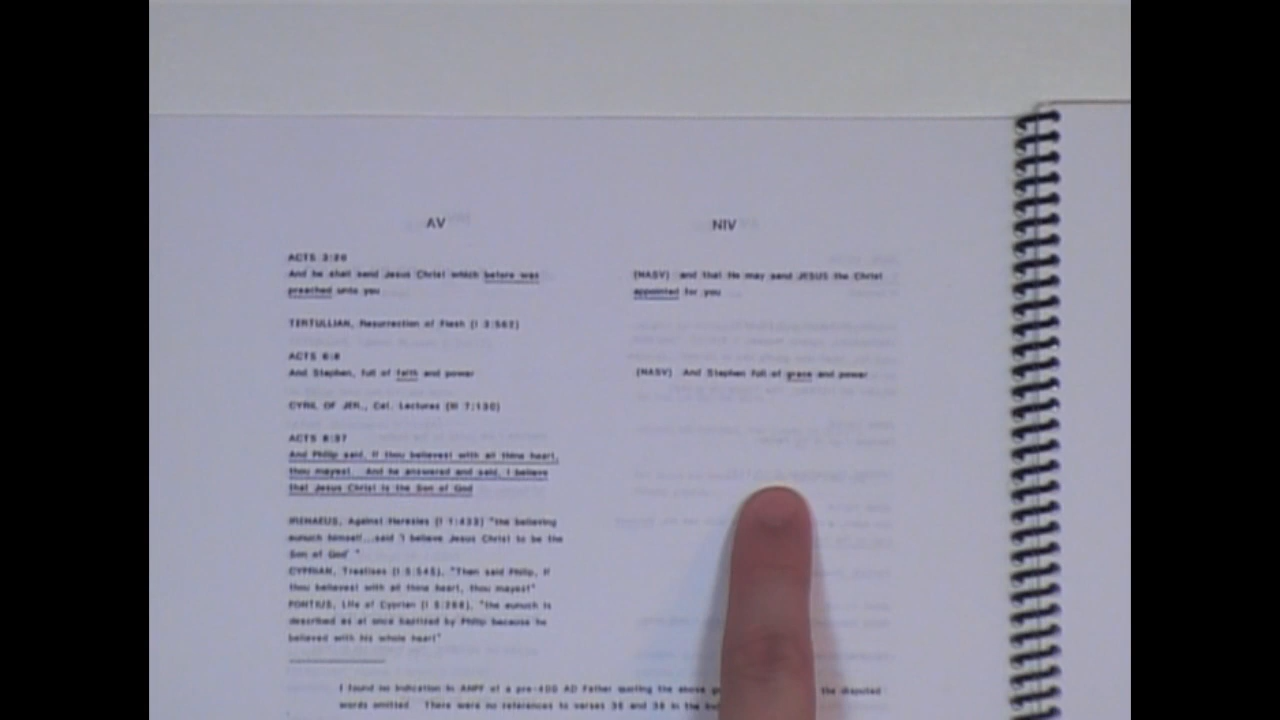 AV
NIV
ACTS 3:20
And he shall send Jesus Christ which before was
preached unto you
(NASV) and that He may send JESUS the Christ
appointed for you
TERTULLIAN, Resurrection of Flesh (I 3:562)
ACTS 6:8
And Stephen, full of faith and power
(NASV) And Stephen full of grace and power
CYRIL OF JER., Cat. Lectures (W 7:130)
ACTS 8:37
And Philip said, If thou believest with all thine heart,
thou mayest. And he answered and said, I believe
that Jesus Christ is the Son of God
IRENAEUS, Against Heresies (I 1:433) "the believing
eunuch himself...said 'I believe Jesus Christ to be the
Son of God' "
CYPRIAN, Treatises (I 5:545), "Then said Philip, If
thou believest with all thine heart, thou mayest"
PONTIUS, Life of Cyprian (I 5:268), "the eunuch is
described as at once baptized by Philip because he
believed with his whole heart"
I found no indication in ANPF of a pre-400 AD Father quoting the above the disputed
words omitted. There were no references to verses 36 and 38 in the